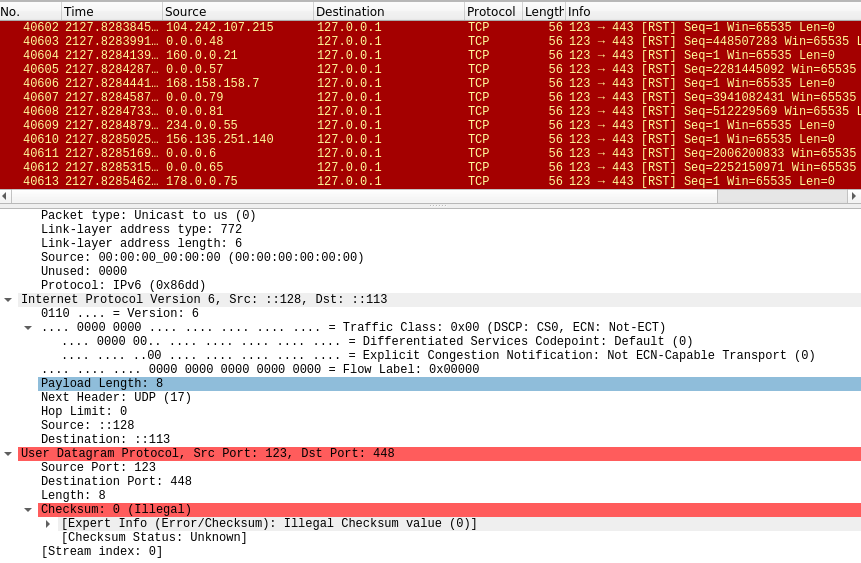 No. Time Source Destination Protocol Length Info
40602 2127.8283845… 104.242.107.215 127.0.0.1 TCP 56 123 → 443 [RST] Seq=1 Win=65535 Len=0
40603 2127.8283991… 0.0.0.48 127.0.0.1 TCP 56 123 → 443 [RST] Seq=448507283 Win=65535 L
40604 2127.8284139… 160.0.0.21 127.0.0.1 TCP 56 123 → 443 [RST] Seq=1 Win=65535 Len=0
40605 2127.8284287… 0.0.0.57 127.0.0.1 TCP 56 123 → 443 [RST] Seq=2281445092 Win=65535
40606 2127.8284441… 168.158.158.7 127.0.0.1 TCP 56 123 → 443 [RST] Seq=1 Win=65535 Len=0
40607 2127.8284587… 0.0.0.79 127.0.0.1 TCP 56 123 → 443 [RST] Seq=3941082431 Win=65535
40608 2127.8284733… 0.0.0.81 127.0.0.1 TCP 56 123 → 443 [RST] Seq=512229569 Win=65535 L
40609 2127.8284879… 234.0.0.55 127.0.0.1 TCP 56 123 → 443 [RST] Seq=1 Win=65535 Len=0
40610 2127.8285025… 156.135.251.140 127.0.0.1 TCP 56 123 → 443 [RST] Seq=1 Win=65535 Len=0
40611 2127.8285169… 0.0.0.6 127.0.0.1 TCP 56 123 → 443 [RST] Seq=2006200833 Win=65535
40612 2127.8285315… 0.0.0.65 127.0.0.1 TCP 56 123 → 443 [RST] Seq=2252150971 Win=65535
40613 2127.8285462… 178.0.0.75 127.0.0.1 TCP 56 123 → 443 [RST] Seq=1 Win=65535 Len=0
Packet type: Unicast to us (0)
Link-layer address type: 772
Link-layer address length: 6
Source: 00:00:00_00:00:00 (00:00:00:00:00:00)
Unused: 0000
Protocol: IPv6 (0x86dd)
Internet Protocol Version 6, Src: ::128, Dst: ::113
0110 .... = Version: 6
.... 0000 0000 .... .... .... .... .... = Traffic Class: 0x00 (DSCP: CS0, ECN: Not-ECT)
.... 0000 00.. .... .... .... .... .... = Differentiated Services Codepoint: Default (0)
.... .... ..00 .... .... .... .... .... = Explicit Congestion Notification: Not ECN-Capable Transport (0)
.... .... .... 0000 0000 0000 0000 0000 = Flow Label: 0x00000
Payload Length: 8
Next Header: UDP (17)
Hop Limit: 0
Source: ::128
Destination: ::113
User Datagram Protocol, Src Port: 123, Dst Port: 448
Source Port: 123
Destination Port: 448
Length: 8
Checksum: 0 (Illegal)
[Expert Info (Error/Checksum): Illegal Checksum value (0)]
[Checksum Status: Unknown]
[Stream index: 0]